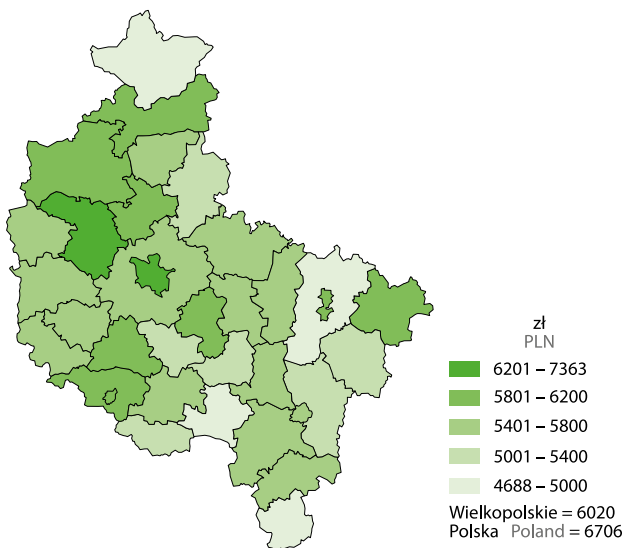 zł
PLN
6201 – 7363
5801 – 6200
5401 – 5800
5001 – 5400
4688 – 5000
Wielkopolskie = 6020
Polska Poland = 6706